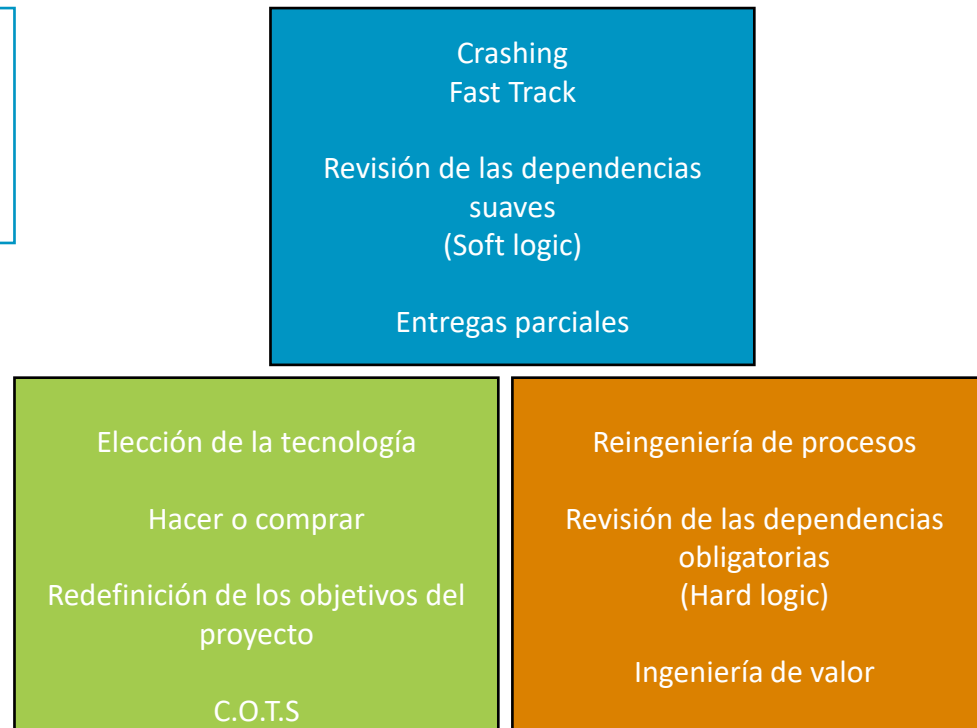 Crashing
Fast Track
Revisión de las dependencias
suaves
(Soft logic)
Entregas parciales
Elección de la tecnología
Hacer o comprar
Redefinición de los objetivos del
proyecto
C.O.T.S
Reingeniería de procesos
Revisión de las dependencias
obligatorias
(Hard logic)
Ingeniería de valor